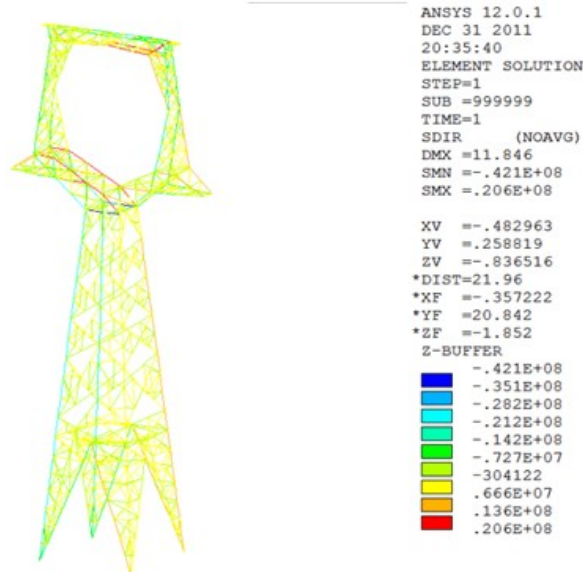 ANSYS 12.0.1
DEC 31 2011
20:35:40
ELEMENT SOLUTION
STEP=1
SUB =999999
TIME=1
SDIR (NOAVG)
DMX =11.846
SMN =-.421E+08
SMX =.206E+08
XV =-.482963
YV =.258819
ZV =-.836516
*DIST=21.96
*XF =-.357222
*YF =20.842
*ZF =-1.852
Z-BUFFER
-.421E+08
-.351E+08
-.282E+08
-.212E+08
-.142E+08
-.727E+07
-304122
.666E+07
.136E+08
.206E+08